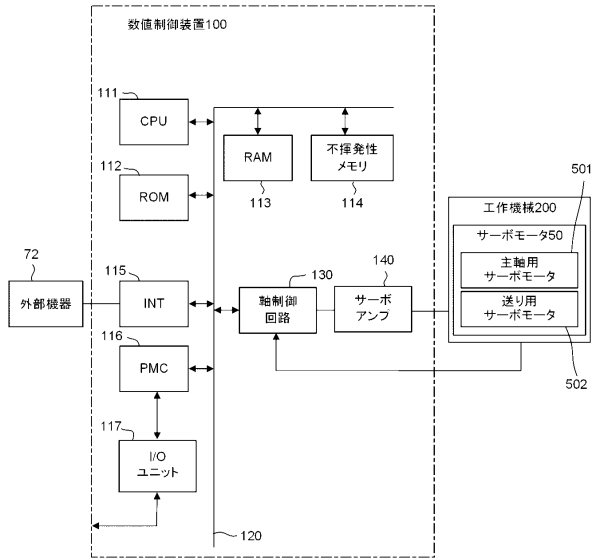 数値制御装置100
111
CPU
112
ROM
RAM
113
不揮発性
メモリ
114
501
工作機械200
サーボモータ50
主軸用
サーボモータ
送り用
サーボモータ
502
72
外部機器
115
INT
130
軸制御
回路
140
サーボ
アンプ
116
PMC
117
I/O
ユニット
120